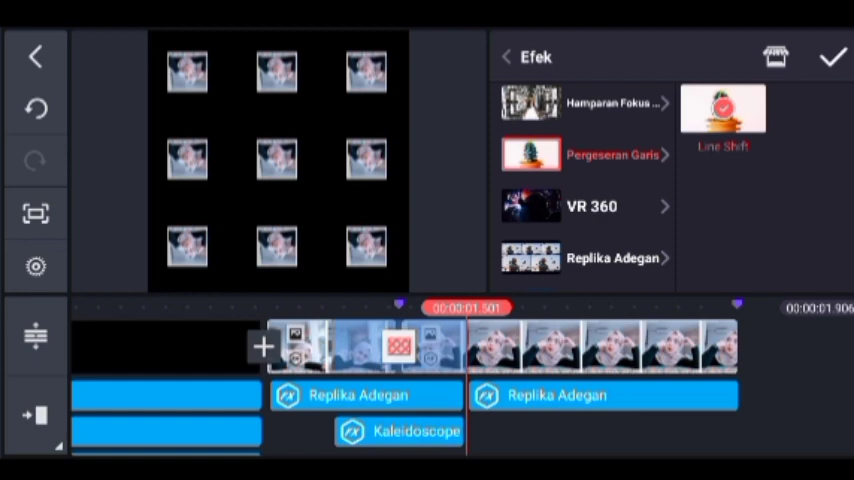 Efek
Hamparan Fokus ...
Pergeseran Garis
Line Shift
VR 360
Replika Adegan
00:00:01.501
00:00:01.906
Replika Adegan
Replika Adegan
Kaleidoscope